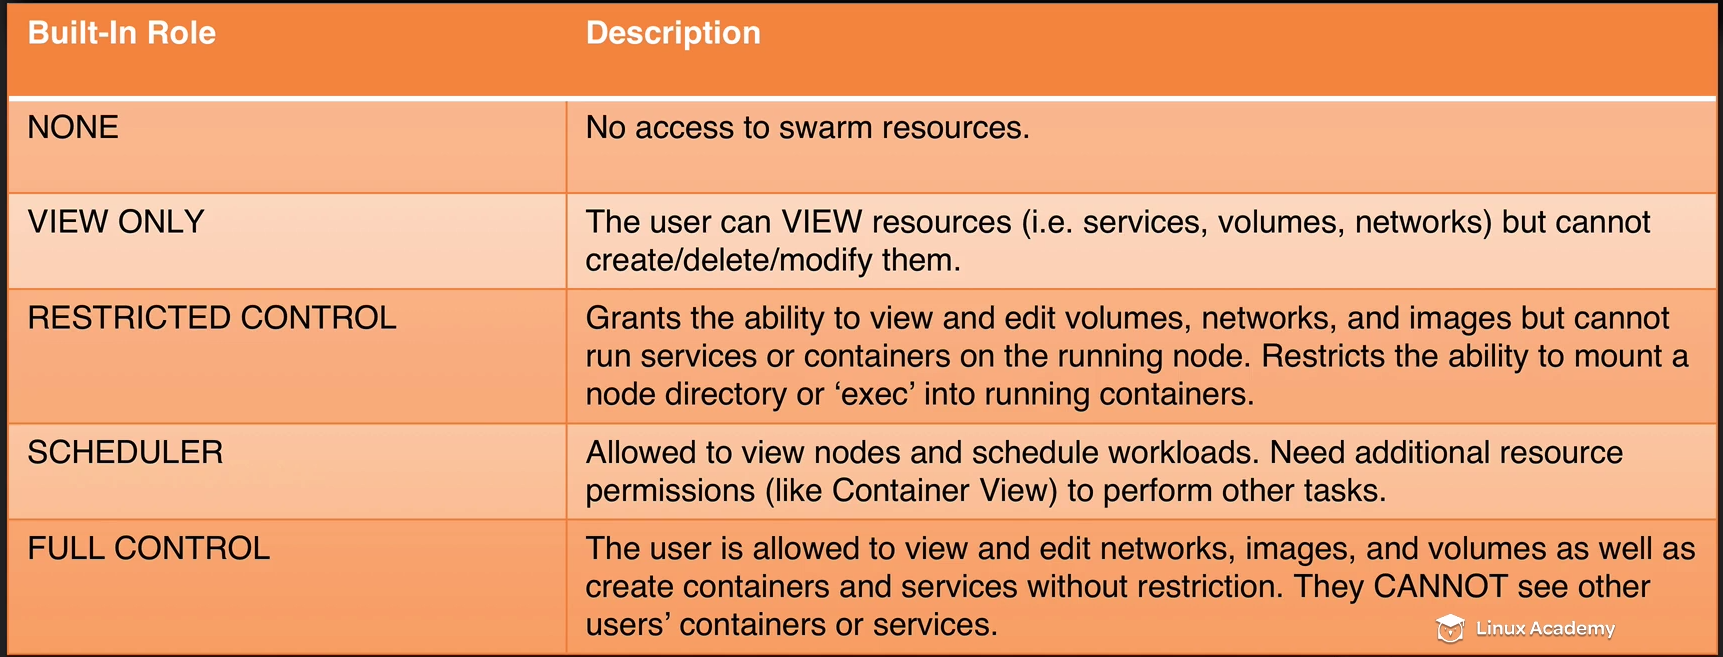 Built-In Role Description
NONE No access to swarm resources.
VIEW ONLY The user can VIEW resources (i.e. services, volumes, networks) but cannot
create/delete/modify them.
RESTRICTED CONTROL Grants the ability to view and edit volumes, networks, and images but cannot
run services or containers on the running node. Restricts the ability to mount a
node directory or ‘exec’ into running containers.
SCHEDULER Allowed to view nodes and schedule workloads. Need additional resource
permissions (like Container View) to perform other tasks.
FULL CONTROL The user is allowed to view and edit networks, images, and volumes as well as
create containers and services without restriction. They CANNOT see other
users’ containers or services.
Linux Academy